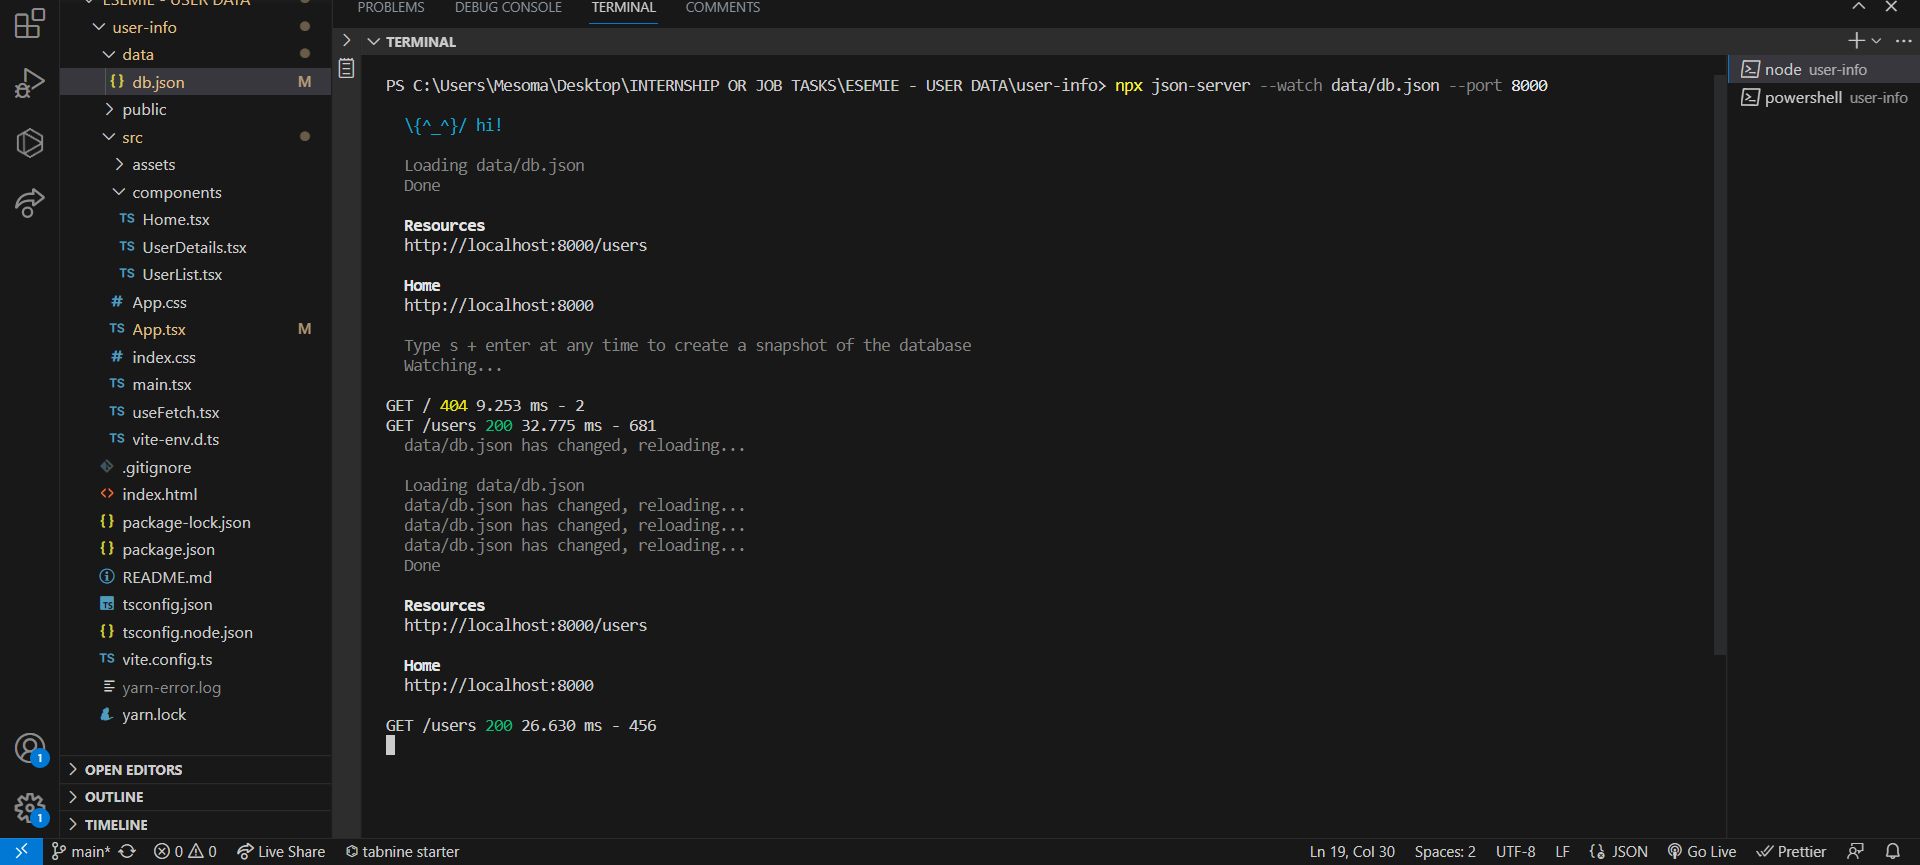 ESEMIE - USER DATA
user-info
data
db.json M
public
src
assets
components
TS Home.tsx
TS UserDetails.tsx
TS UserList.tsx
# App.css
TS App.tsx M
# index.css
TS main.tsx
TS useFetch.tsx
TS vite-env.d.ts
.gitignore
<> index.html
{} package-lock.json
{} package.json
README.md
TS tsconfig.json
{} tsconfig.node.json
TS vite.config.ts
yarn-error.log
yarn.lock
OPEN EDITORS
OUTLINE
TIMELINE
1
1
PROBLEMS DEBUG CONSOLE TERMINAL COMMENTS
TERMINAL
PS C:\Users\Mesoma\Desktop\INTERNSHIP OR JOB TASKS\ESEMIE - USER DATA\user-info> npx json-server --watch data/db.json --port 8000
\{^_^}/ hi!
Loading data/db.json
Done
Resources
http://localhost:8000/users
Home
http://localhost:8000
Type s + enter at any time to create a snapshot of the database
Watching...
GET / 404 9.253 ms - 2
GET /users 200 32.775 ms - 681
data/db.json has changed, reloading...
Loading data/db.json
data/db.json has changed, reloading...
data/db.json has changed, reloading...
data/db.json has changed, reloading...
Done
Resources
http://localhost:8000/users
Home
http://localhost:8000
GET /users 200 26.630 ms - 456
node user-info
powershell user-info
main* 0 0 Live Share tabnine starter Ln 19, Col 30 Spaces: 2 UTF-8 LF {} JSON Go Live Prettier